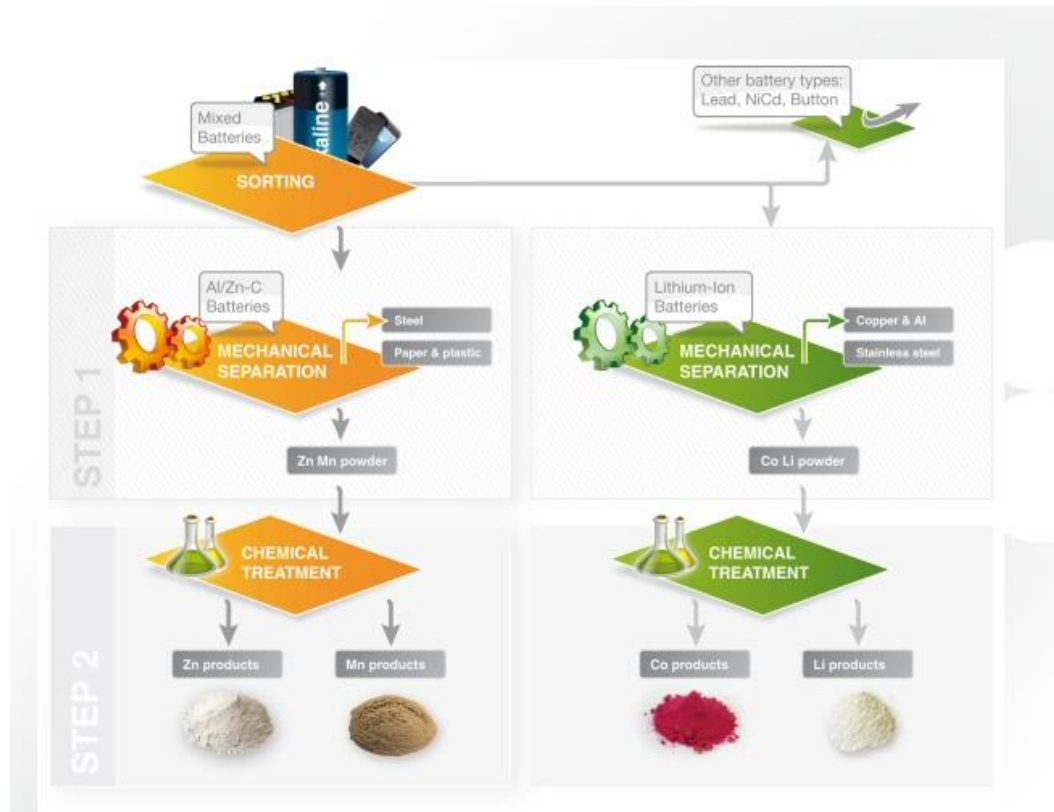 Mixed
Batteries
kaline
Other battery types:
Lead, NiCd, Button
SORTING
STEP 1
Al/Zn-C
Batteries
Steel
Paper & plastic
MECHANICAL
SEPARATION
Zn Mn powder
Lithium-Ion
Batteries
Copper & Al
Stainless steel
MECHANICAL
SEPARATION
Co Li powder
STEP 2
CHEMICAL
TREATMENT
Zn products
Mn products
CHEMICAL
TREATMENT
Co products
Li products